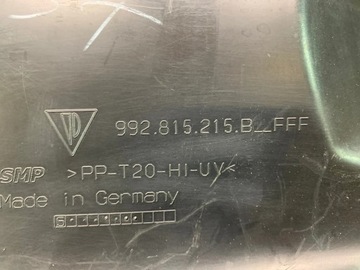 992.815.215.B__FFF
SMP >PP-T20-HI-UV<
Made in Germany